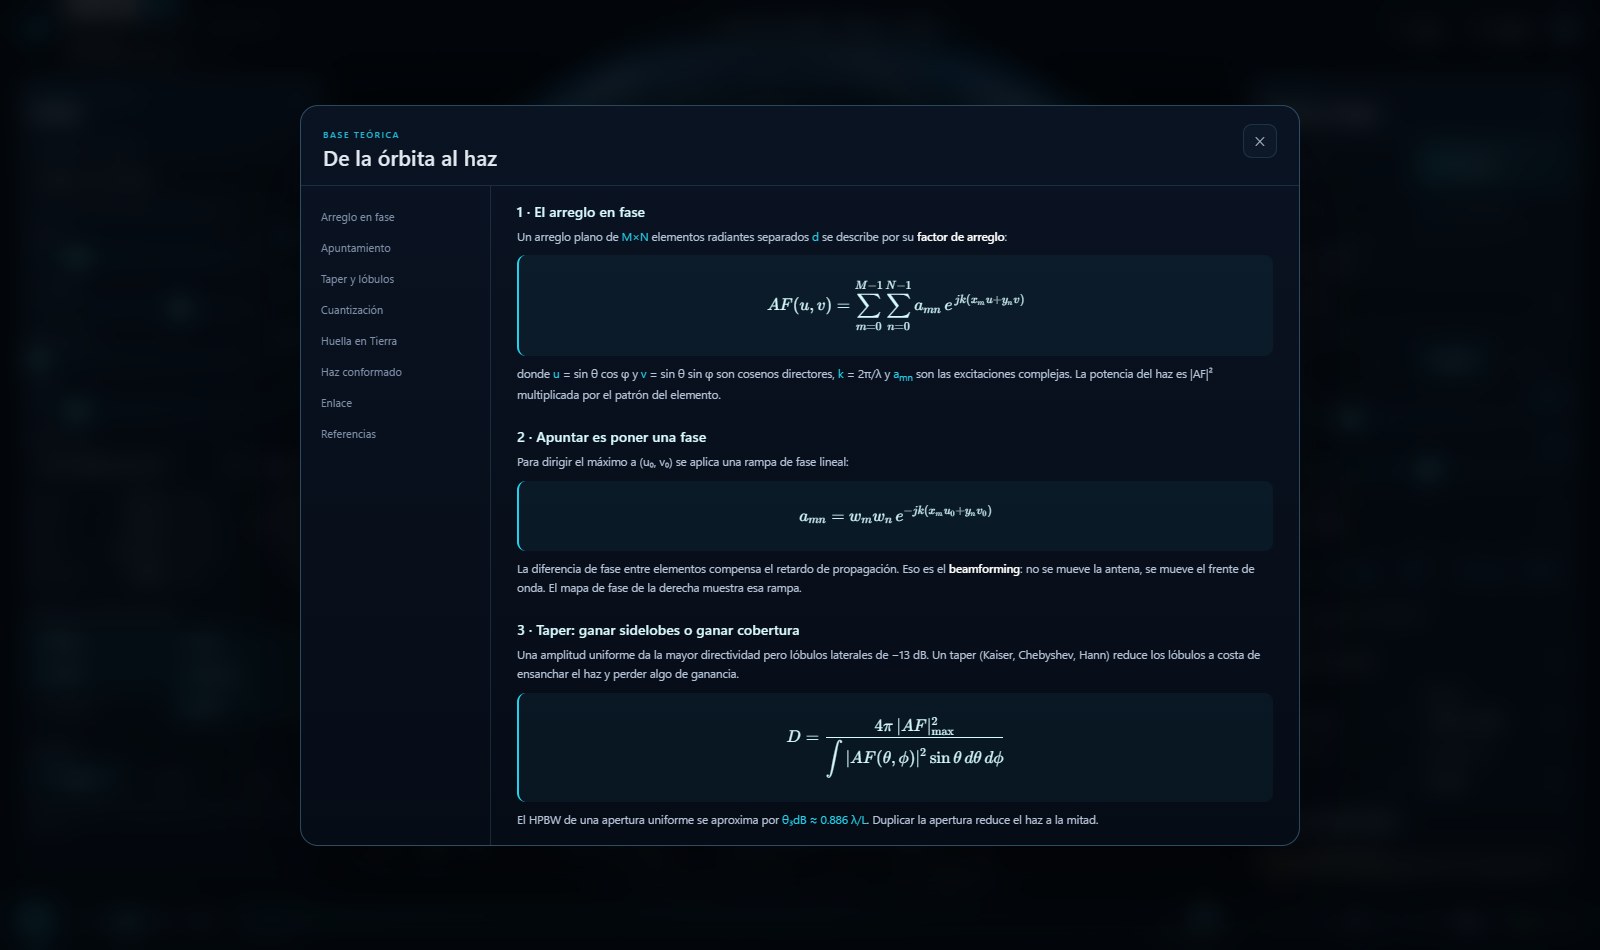 BASE TEÓRICA
De la órbita al haz
×
Arreglo en fase
Apuntamiento
Taper y lóbulos
Cuantización
Huella en Tierra
Haz conformado
Enlace
Referencias
1 · El arreglo en fase
Un arreglo plano de M×N elementos radiantes separados d se describe por su factor de arreglo:
AF(u, v) = ∑_{m=0}^{M−1} ∑_{n=0}^{N−1} a_{mn} e^{jk(x_m u+y_n v)}
donde u = sin θ cos φ y v = sin θ sin φ son cosenos directores, k = 2π/λ y a_{mn} son las excitaciones complejas. La potencia del haz es |AF|²
multiplicada por el patrón del elemento.
2 · Apuntar es poner una fase
Para dirigir el máximo a (u₀, v₀) se aplica una rampa de fase lineal:
a_{mn} = w_m w_n e^{−jk(x_m u_0+y_n v_0)}
La diferencia de fase entre elementos compensa el retardo de propagación. Eso es el beamforming: no se mueve la antena, se mueve el frente de
onda. El mapa de fase de la derecha muestra esa rampa.
3 · Taper: ganar sidelobes o ganar cobertura
Una amplitud uniforme da la mayor directividad pero lóbulos laterales de −13 dB. Un taper (Kaiser, Chebyshev, Hann) reduce los lóbulos a costa de
ensanchar el haz y perder algo de ganancia.
D = 4π |AF|²_{max} / ∫ |AF(θ, ϕ)|² sin θ dθ dϕ
El HPBW de una apertura uniforme se aproxima por θ₃dB ≈ 0.886 λ/L. Duplicar la apertura reduce el haz a la mitad.